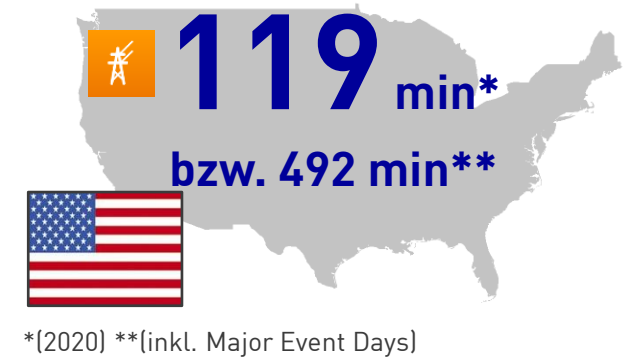 119 min*
bzw. 492 min**
*(2020) **(inkl. Major Event Days)